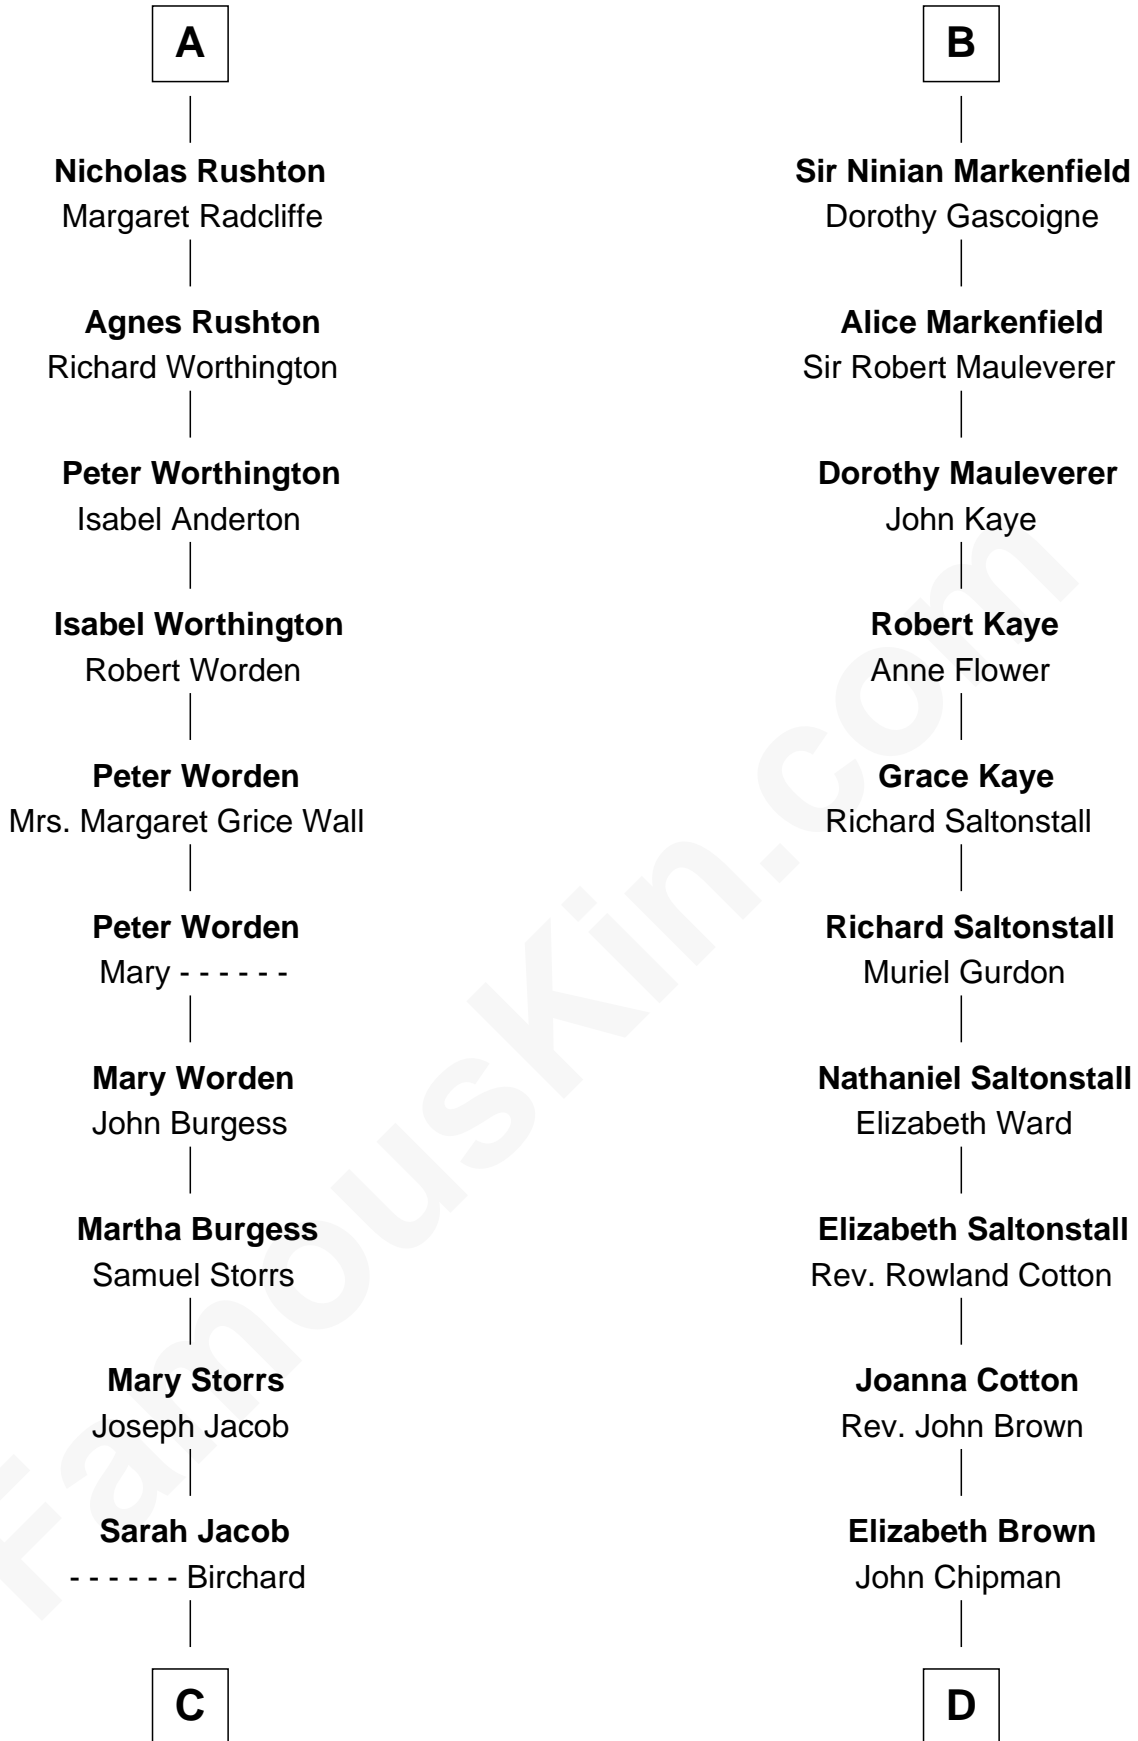 A
Nicholas Rushton
Margaret Radcliffe
Agnes Rushton
Richard Worthington
Peter Worthington
Isabel Anderton
Isabel Worthington
Robert Worden
Peter Worden
Mrs. Margaret Grice Wall
Peter Worden
Mary - - - - - -
Mary Worden
John Burgess
Martha Burgess
Samuel Storrs
Mary Storrs
Joseph Jacob
Sarah Jacob
- - - - - - Birchard
C
B
Sir Ninian Markenfield
Dorothy Gascoigne
Alice Markenfield
Sir Robert Mauleverer
Dorothy Mauleverer
John Kaye
Robert Kaye
Anne Flower
Grace Kaye
Richard Saltonstall
Richard Saltonstall
Muriel Gurdon
Nathaniel Saltonstall
Elizabeth Ward
Elizabeth Saltonstall
Rev. Rowland Cotton
Joanna Cotton
Rev. John Brown
Elizabeth Brown
John Chipman
D
FamousKin.com